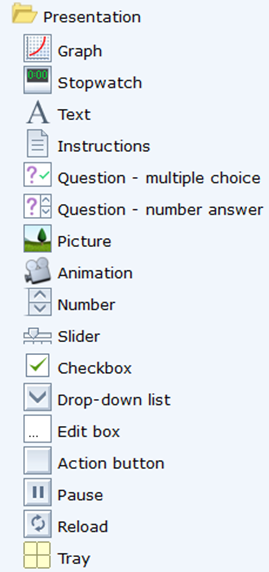 Presentation
Graph
0:00
Stopwatch
A Text
Instructions
? Question - multiple choice
? Question - number answer
Picture
Animation
Number
Slider
Checkbox
Drop-down list
... Edit box
Action button
Pause
Reload
Tray